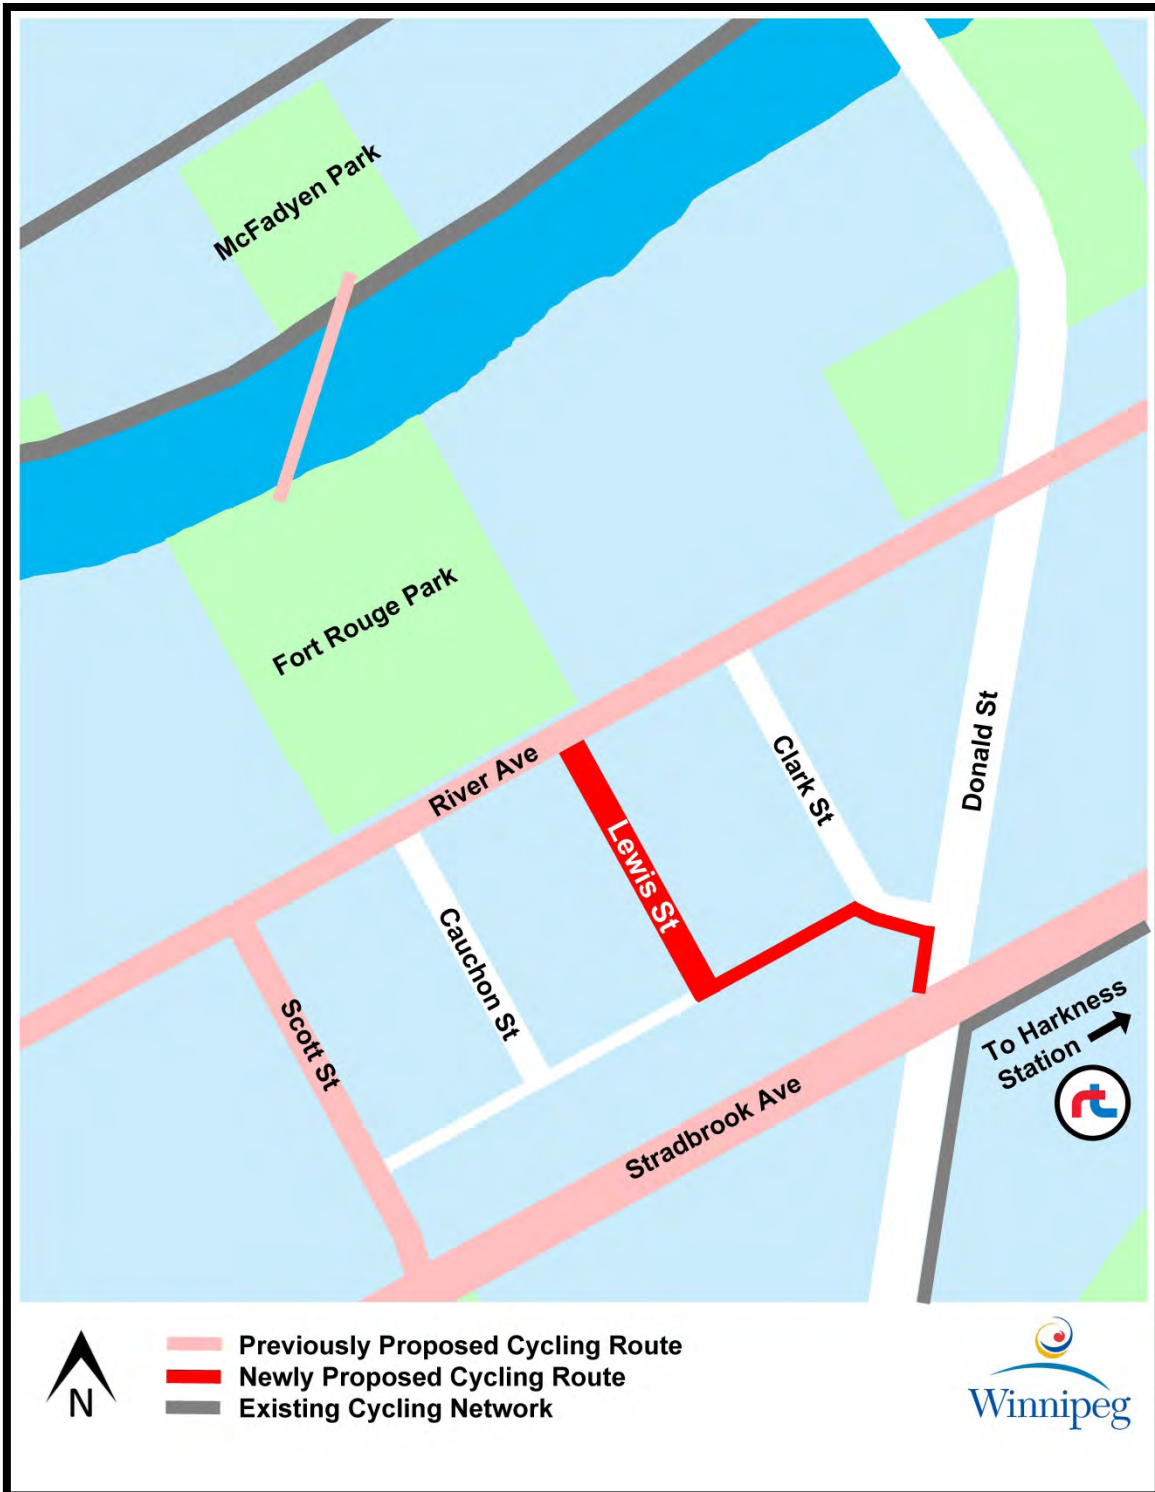 McFadyen Park
Fort Rouge Park
River Ave
Clark St
Donald St
Lewis St
Cauchon St
Scott St
To Harkness
Station
rt
Stradbrook Ave
N
Previously Proposed Cycling Route
Newly Proposed Cycling Route
Existing Cycling Network
Winnipeg